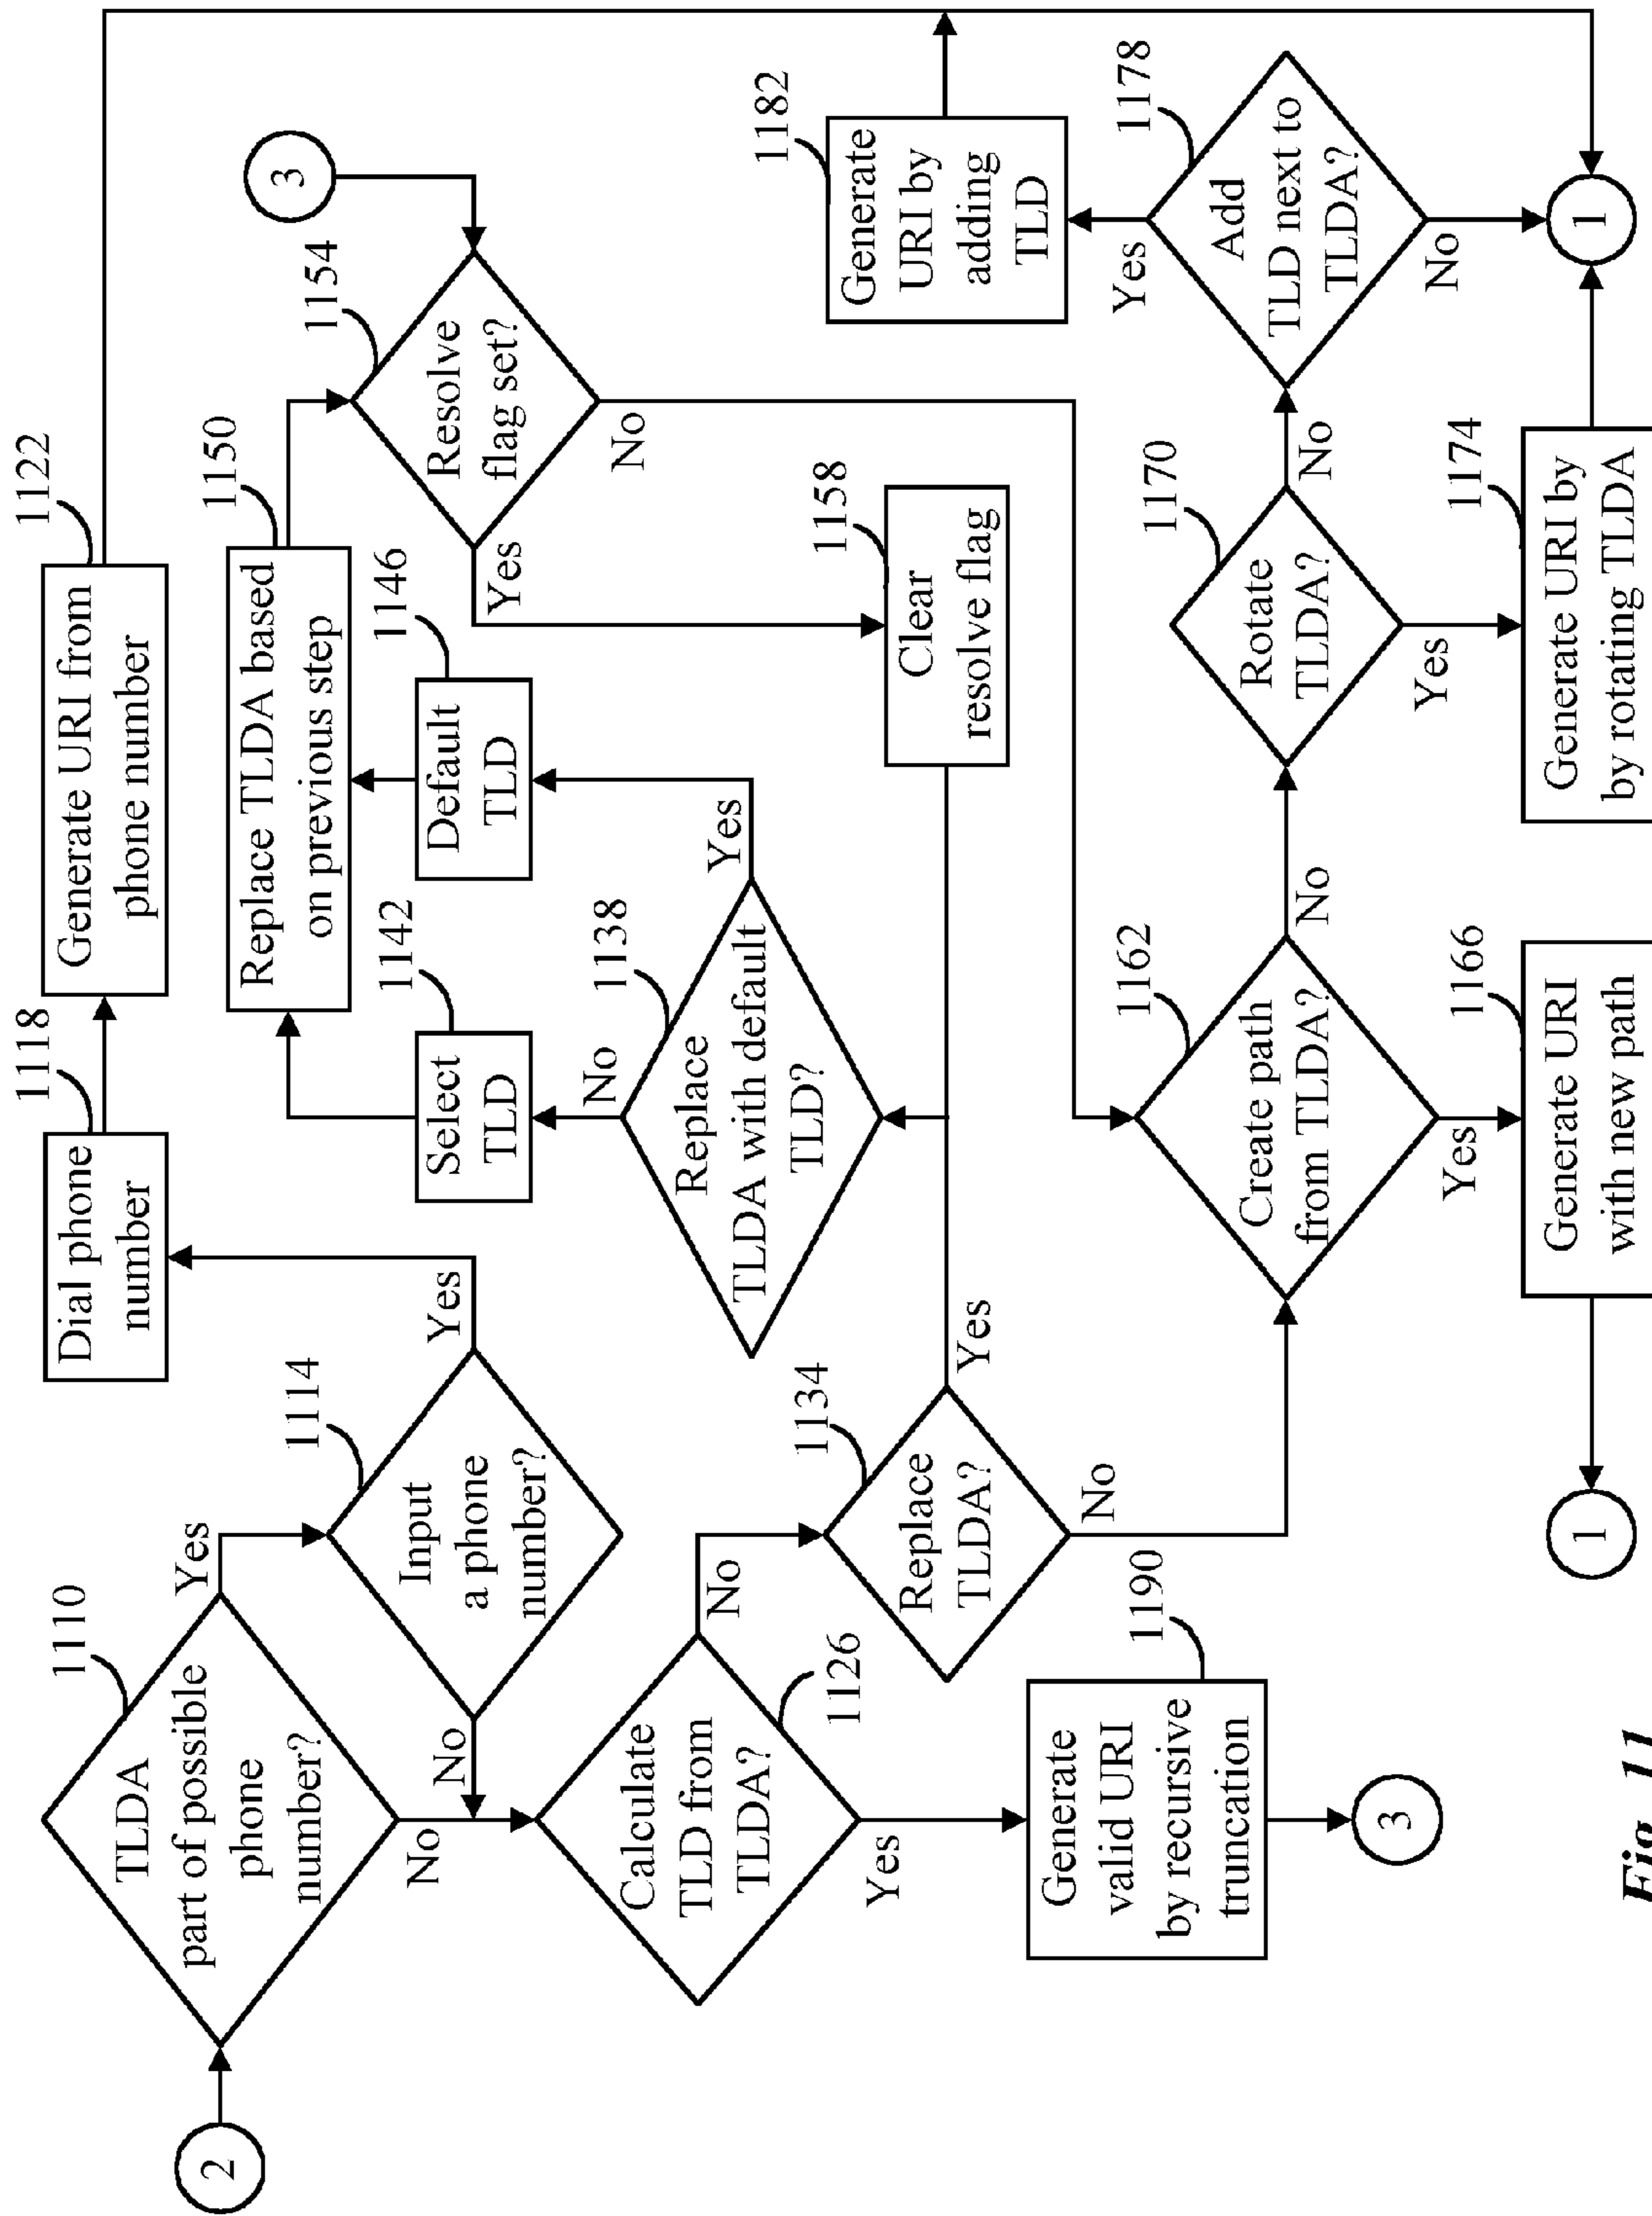 2
TLDA
part of possible
phone
number?
1110
Yes
No
Input
a phone
number?
1114
Yes
No
Dial phone
number
1118
Generate URI from
phone number
1122
Calculate
TLD from
TLDA?
1126
No
Yes
Generate
valid URI
by recursive
truncation
1190
3
Replace
TLDA?
1134
Yes
No
Replace
TLDA with default
TLD?
1138
No
Yes
Select
TLD
1142
Default
TLD
1146
Replace TLDA based
on previous step
1150
3
Resolve
flag set?
1154
Yes
No
Clear
resolve flag
1158
Create path
from TLDA?
1162
No
Yes
Generate URI
with new path
1166
1
Rotate
TLDA?
1170
No
Yes
Generate URI by
by rotating TLDA
1174
Add
TLD next to
TLDA?
1178
Yes
No
Generate
URI by
adding
TLD
1182
1
Fig. 11